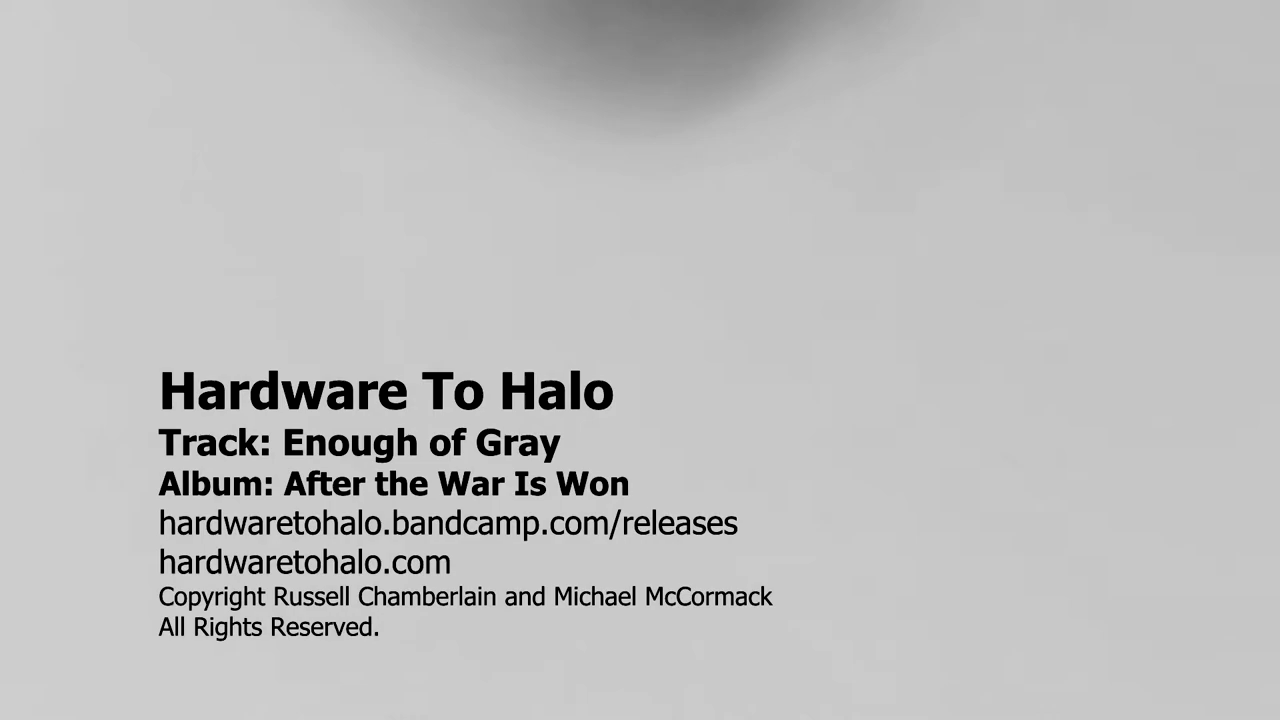 Hardware To Halo
Track: Enough of Gray
Album: After the War Is Won
hardwaretohalo.bandcamp.com/releases
hardwaretohalo.com
Copyright Russell Chamberlain and Michael McCormack
All Rights Reserved.